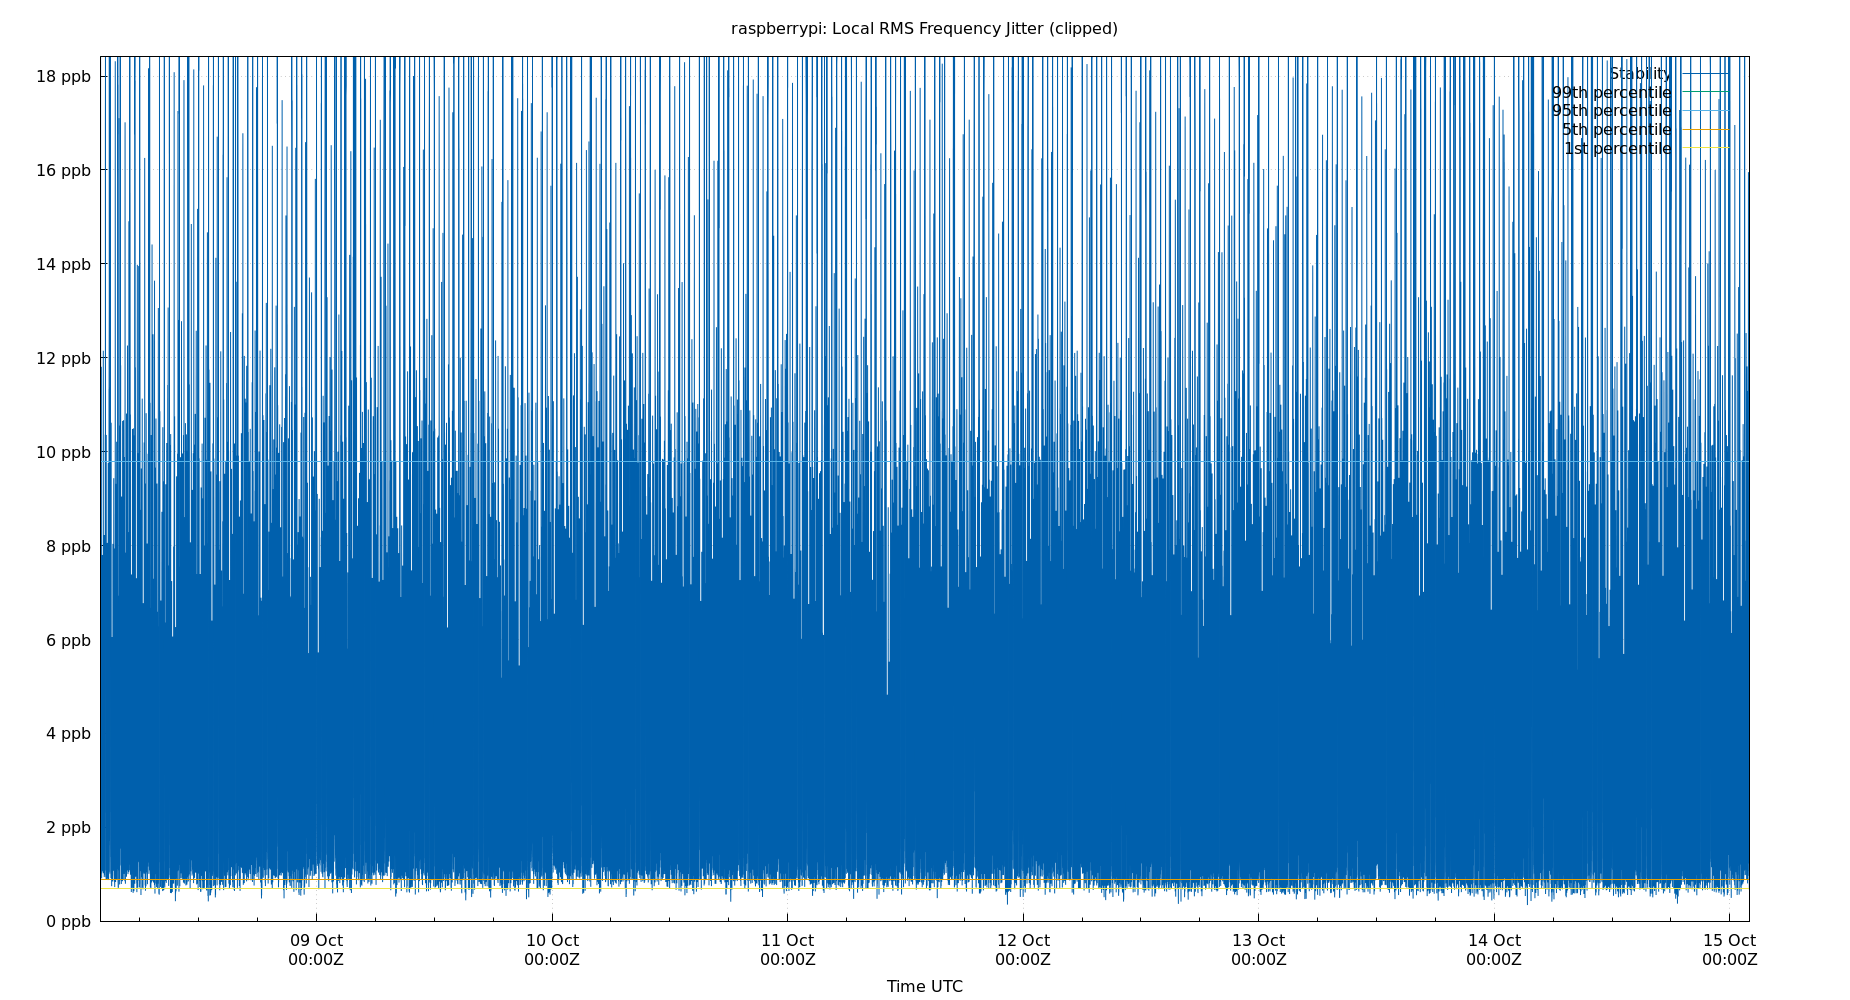 raspberrypi: Local RMS Frequency Jitter (clipped)
18 ppb
16 ppb
14 ppb
12 ppb
10 ppb
8 ppb
6 ppb
4 ppb
2 ppb
0 ppb
Stability
99th percentile
95th percentile
5th percentile
1st percentile
09 Oct
00:00Z
10 Oct
00:00Z
11 Oct
00:00Z
12 Oct
00:00Z
13 Oct
00:00Z
14 Oct
00:00Z
15 Oct
00:00Z
Time UTC